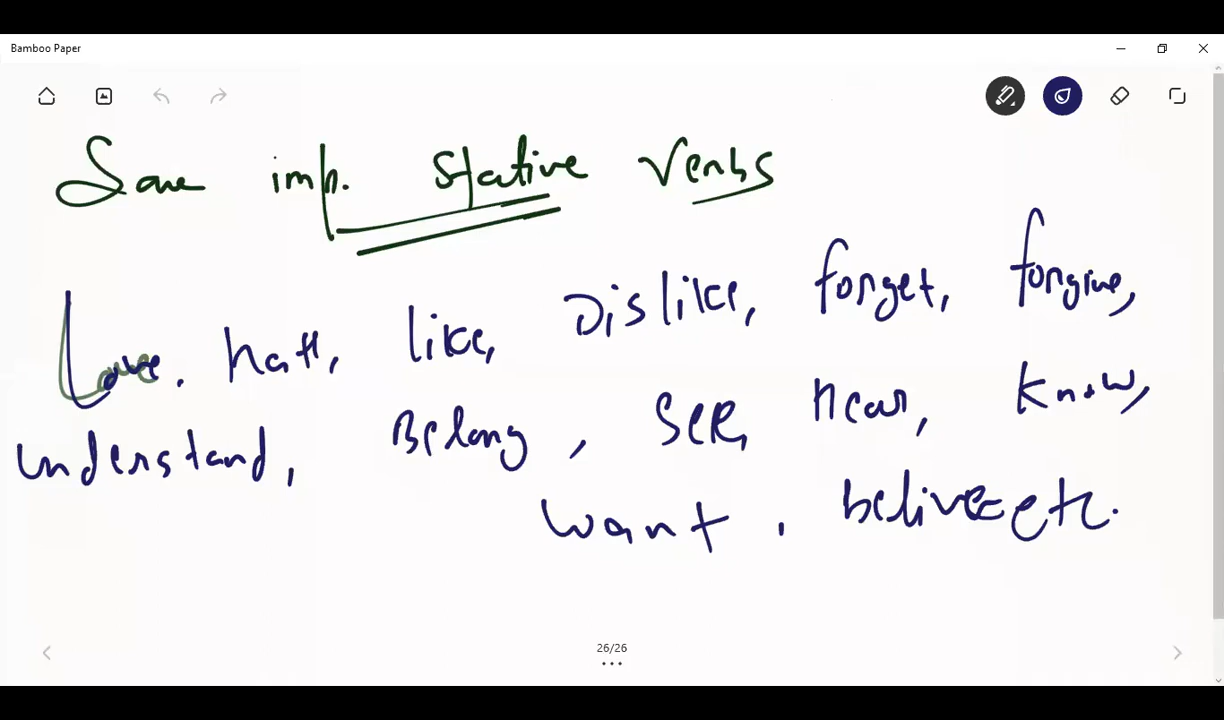 Bamboo Paper
Some imp. Stative Verbs
Love, hate, like, Dislike, forget, forgive,
understand, Belong, see, hear, know,
want, belive etc.
26/26